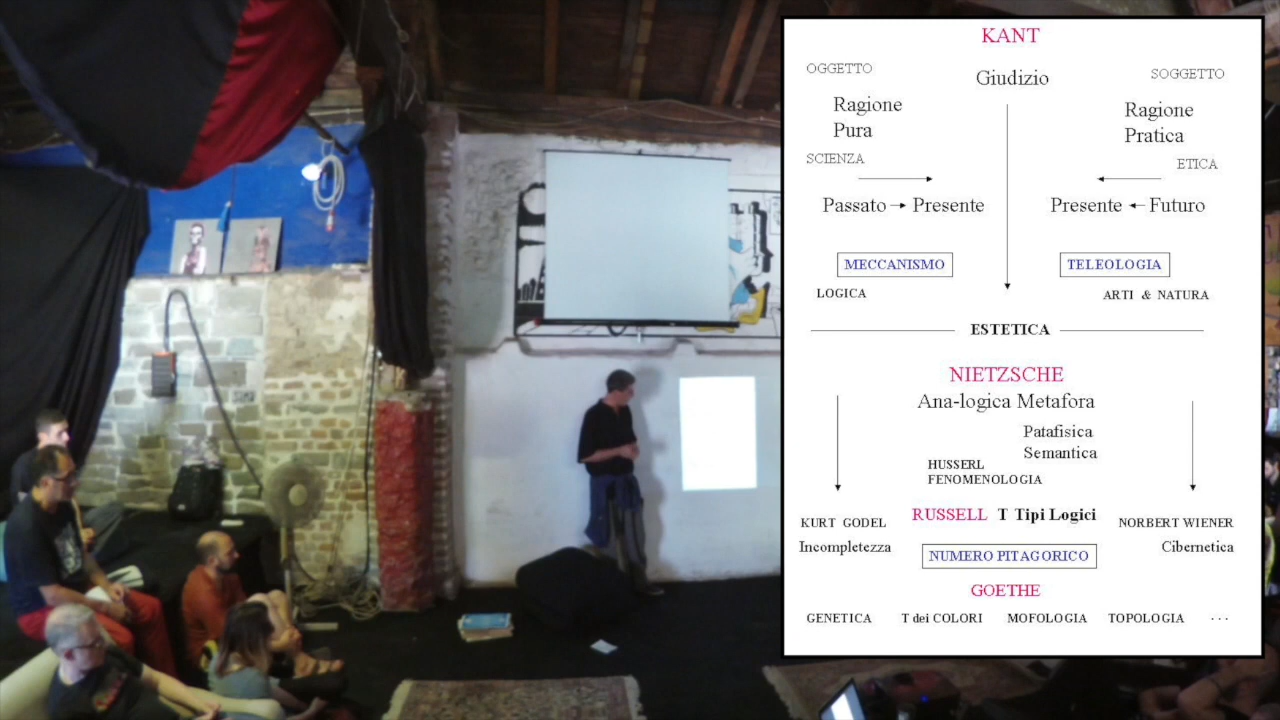 KANT
OGGETTO
Giudizio
SOGGETTO
Ragione
Pura
Ragione
Pratica
SCIENZA
ETICA
Passato → Presente
Presente ← Futuro
MECCANISMO
TELEOLOGIA
LOGICA
ARTI & NATURA
ESTETICA
NIETZSCHE
Ana-logica Metafora
Patafisica
Semantica
HUSSERL
FENOMENOLOGIA
RUSSELL T Tipi Logici
KURT GODEL
Incompletezza
NORBERT WIENER
Cibernetica
NUMERO PITAGORICO
GOETHE
GENETICA T dei COLORI MOFOLOGIA TOPOLOGIA ...